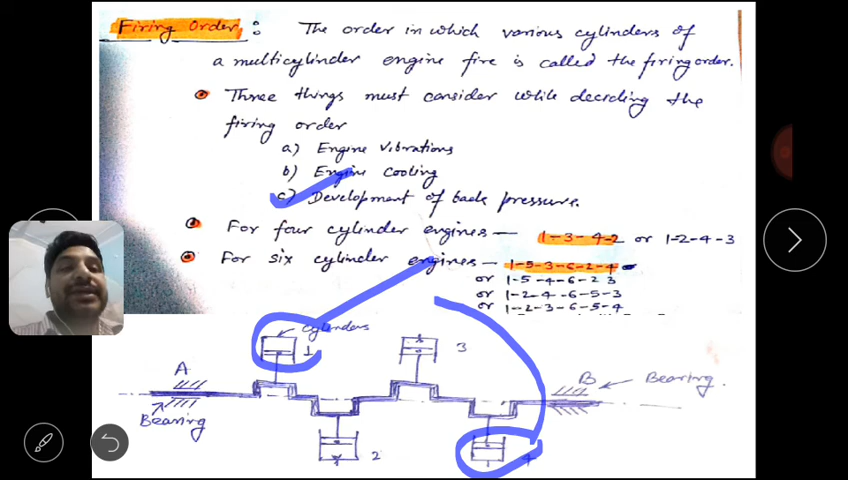 Firing Order : The order in which various cylinders of
a multicylinder engine fire is called the firing order.
Three things must consider while deciding the
firing order
a) Engine vibrations
b) Engine cooling
c) Development of back pressure.
For four cylinder engines — 1-3-4-2 or 1-2-4-3
For six cylinder engines — 1-5-3-6-2-4
or 1-5-4-6-2 3
or 1-2-4-6-5-3
or 1-2-3-6-5-4
cylinders
1
3
A
B
Bearing
Bearing
2
4